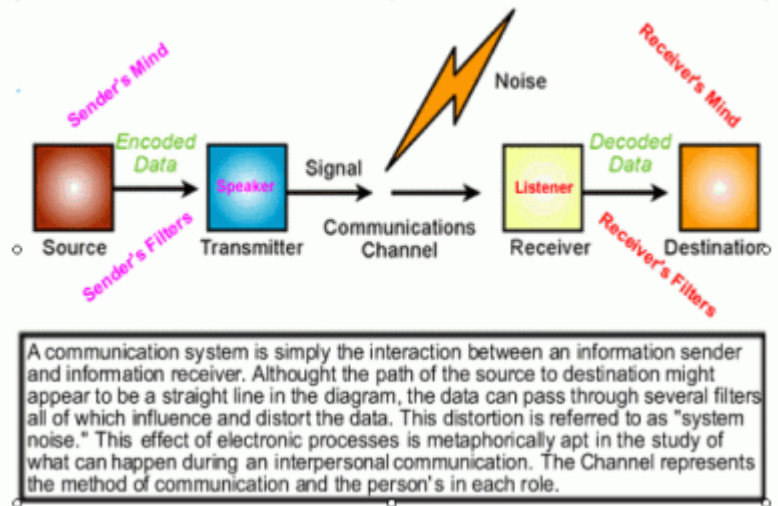 Sender's Mind
Receiver's Mind
Noise
Encoded
Data
Decoded
Data
Speaker
Signal
Listener
Source
Transmitter
Communications
Channel
Receiver
Destination
Sender's Filters
Receiver's Filters
A communication system is simply the interaction between an information sender
and information receiver. Althought the path of the source to destination might
appear to be a straight line in the diagram, the data can pass through several filters
all of which influence and distort the data. This distortion is referred to as "system
noise." This effect of electronic processes is metaphorically apt in the study of
what can happen during an interpersonal communication. The Channel represents
the method of communication and the person's in each role.